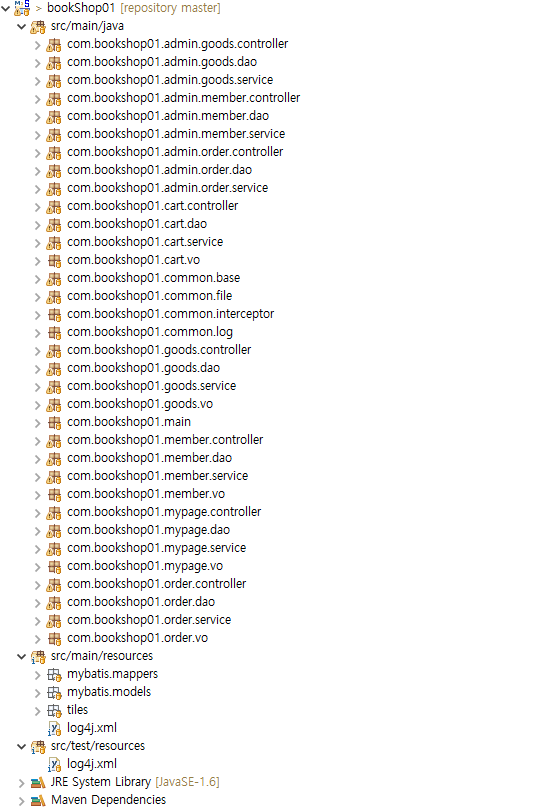 > bookShop01 [repository master]
src/main/java
com.bookshop01.admin.goods.controller
com.bookshop01.admin.goods.dao
com.bookshop01.admin.goods.service
com.bookshop01.admin.member.controller
com.bookshop01.admin.member.dao
com.bookshop01.admin.member.service
com.bookshop01.admin.order.controller
com.bookshop01.admin.order.dao
com.bookshop01.admin.order.service
com.bookshop01.cart.controller
com.bookshop01.cart.dao
com.bookshop01.cart.service
com.bookshop01.cart.vo
com.bookshop01.common.base
com.bookshop01.common.file
com.bookshop01.common.interceptor
com.bookshop01.common.log
com.bookshop01.goods.controller
com.bookshop01.goods.dao
com.bookshop01.goods.service
com.bookshop01.goods.vo
com.bookshop01.main
com.bookshop01.member.controller
com.bookshop01.member.dao
com.bookshop01.member.service
com.bookshop01.member.vo
com.bookshop01.mypage.controller
com.bookshop01.mypage.dao
com.bookshop01.mypage.service
com.bookshop01.mypage.vo
com.bookshop01.order.controller
com.bookshop01.order.dao
com.bookshop01.order.service
com.bookshop01.order.vo
src/main/resources
mybatis.mappers
mybatis.models
tiles
log4j.xml
src/test/resources
log4j.xml
JRE System Library [JavaSE-1.6]
Maven Dependencies